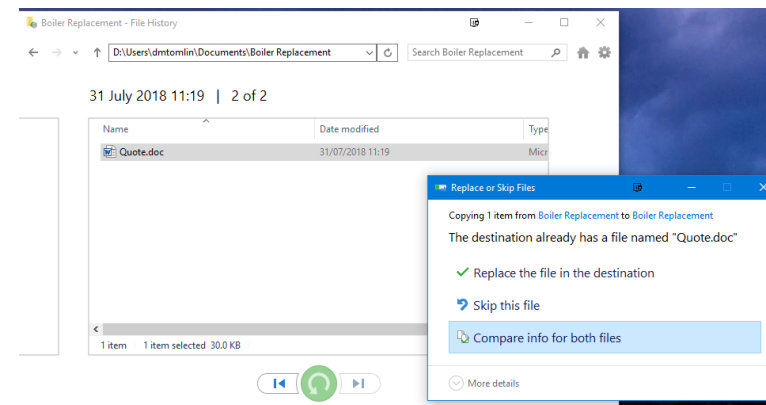 Boiler Replacement - File History
D:\Users\dmtomlin\Documents\Boiler Replacement
Search Boiler Replacement
31 July 2018 11:19 | 2 of 2
Name Date modified Type
Quote.doc 31/07/2018 11:19 Micr
1 item 1 item selected 30.0 KB
Replace or Skip Files
Copying 1 item from Boiler Replacement to Boiler Replacement
The destination already has a file named "Quote.doc"
Replace the file in the destination
Skip this file
Compare info for both files
More details